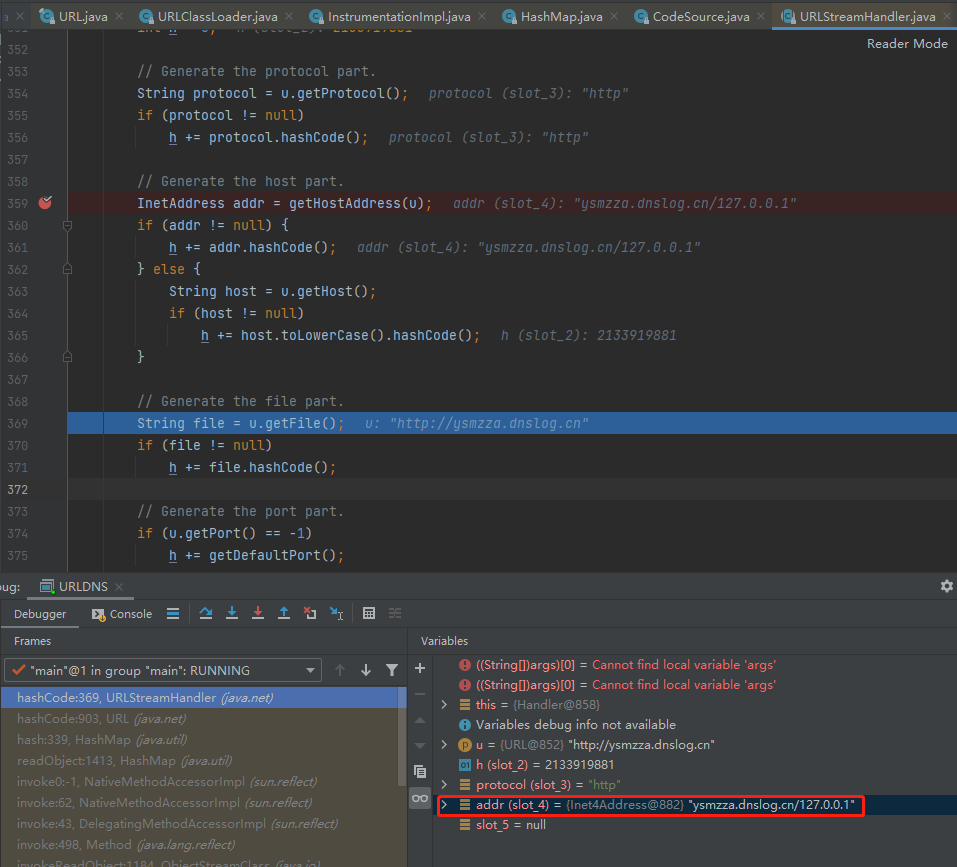 a × URL.java × URLClassLoader.java × InstrumentationImpl.java × HashMap.java × CodeSource.java × URLStreamHandler.java ×
Reader Mode
352
353 // Generate the protocol part.
354 String protocol = u.getProtocol(); protocol (slot_3): "http"
355 if (protocol != null)
356 h += protocol.hashCode(); protocol (slot_3): "http"
357
358 // Generate the host part.
359 InetAddress addr = getHostAddress(u); addr (slot_4): "ysmzza.dnslog.cn/127.0.0.1"
360 if (addr != null) {
361 h += addr.hashCode(); addr (slot_4): "ysmzza.dnslog.cn/127.0.0.1"
362 } else {
363 String host = u.getHost();
364 if (host != null)
365 h += host.toLowerCase().hashCode(); h (slot_2): 2133919881
366 }
367
368 // Generate the file part.
369 String file = u.getFile(); u: "http://ysmzza.dnslog.cn"
370 if (file != null)
371 h += file.hashCode();
372
373 // Generate the port part.
374 if (u.getPort() == -1)
375 h += getDefaultPort();
bug: URLDNS ×
Debugger Console
Frames
Variables
"main"@1 in group "main": RUNNING
hashCode:369, URLStreamHandler (java.net)
hashCode:903, URL (java.net)
hash:339, HashMap (java.util)
readObject:1413, HashMap (java.util)
invoke0:-1, NativeMethodAccessorImpl (sun.reflect)
invoke:62, NativeMethodAccessorImpl (sun.reflect)
invoke:43, DelegatingMethodAccessorImpl (sun.reflect)
invoke:498, Method (java.lang.reflect)
invokeReadObject:1184, ObjectStreamClass (java.io)
((String[])args)[0] = Cannot find local variable 'args'
((String[])args)[0] = Cannot find local variable 'args'
this = {Handler@858}
Variables debug info not available
u = {URL@852} "http://ysmzza.dnslog.cn"
h (slot_2) = 2133919881
protocol (slot_3) = "http"
addr (slot_4) = {Inet4Address@882} "ysmzza.dnslog.cn/127.0.0.1"
slot_5 = null